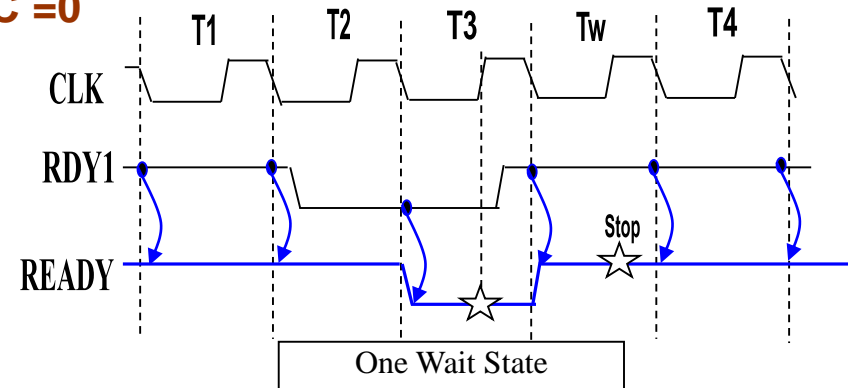 C =0
T1 T2 T3 Tw T4
CLK
RDY1
Stop
READY
One Wait State